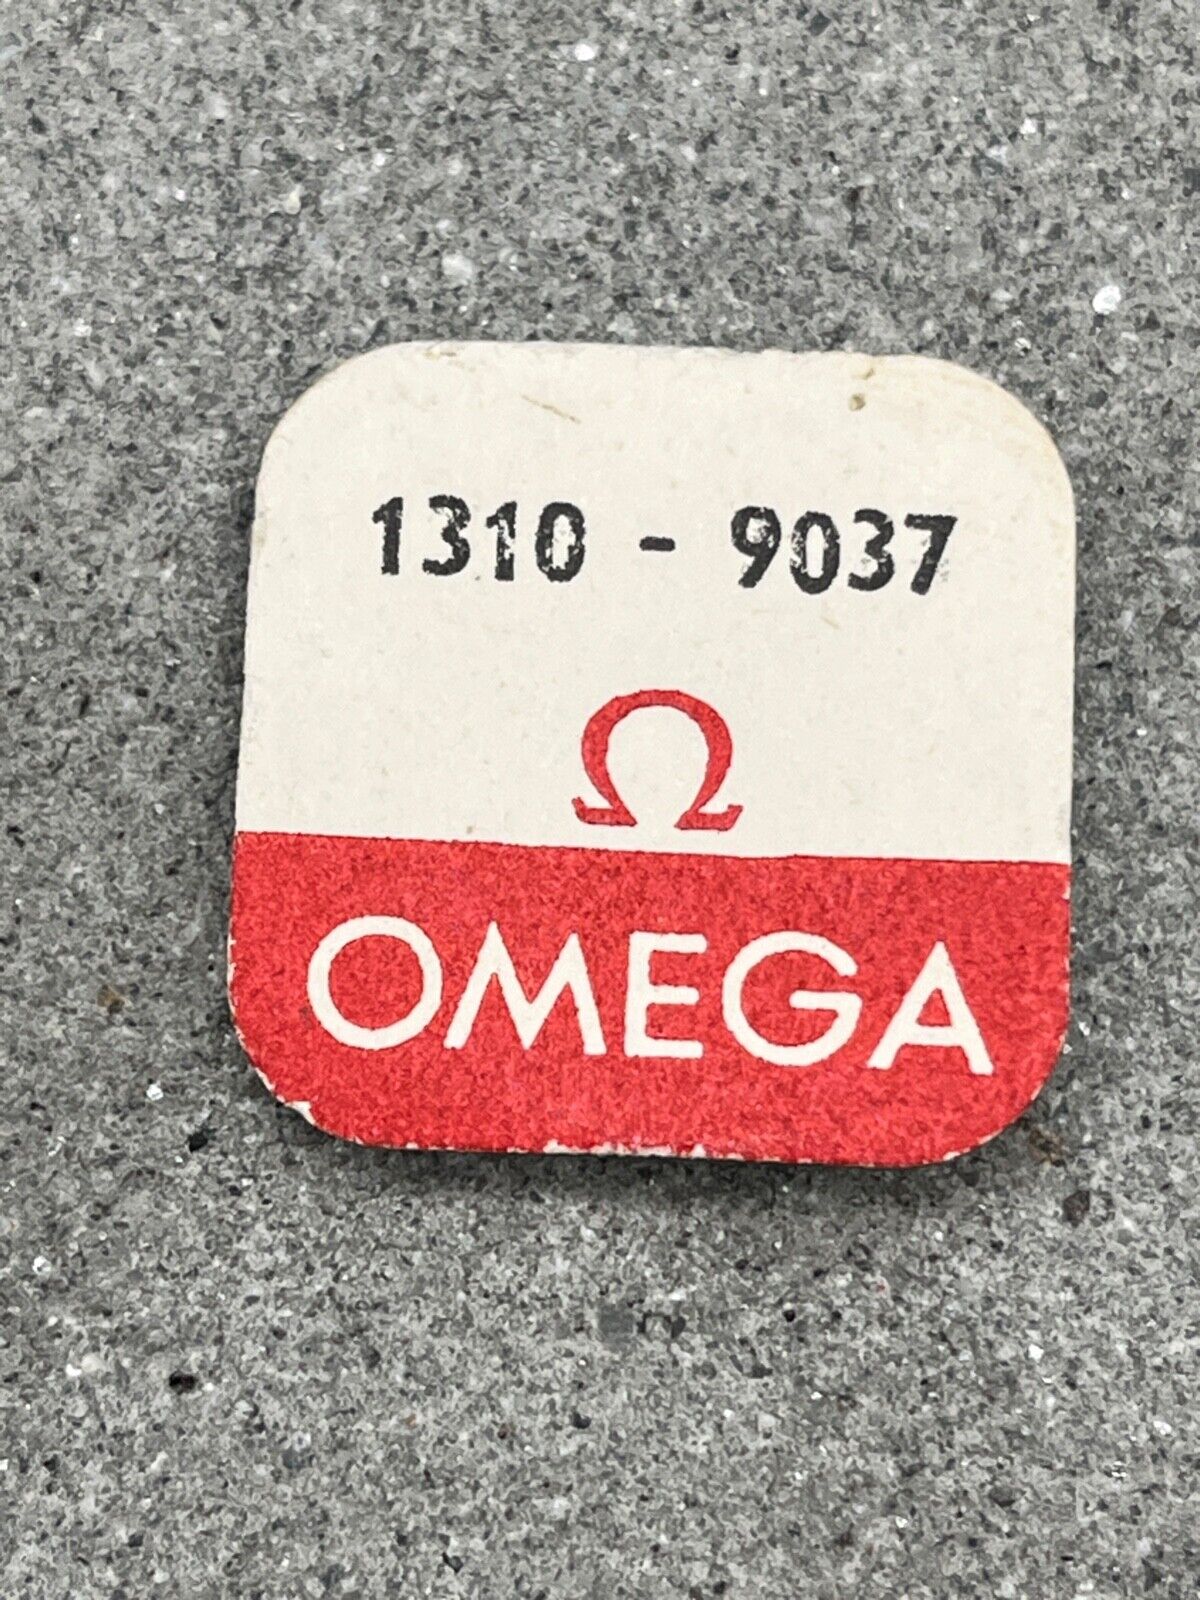 1310 - 9037
Ω
OMEGA